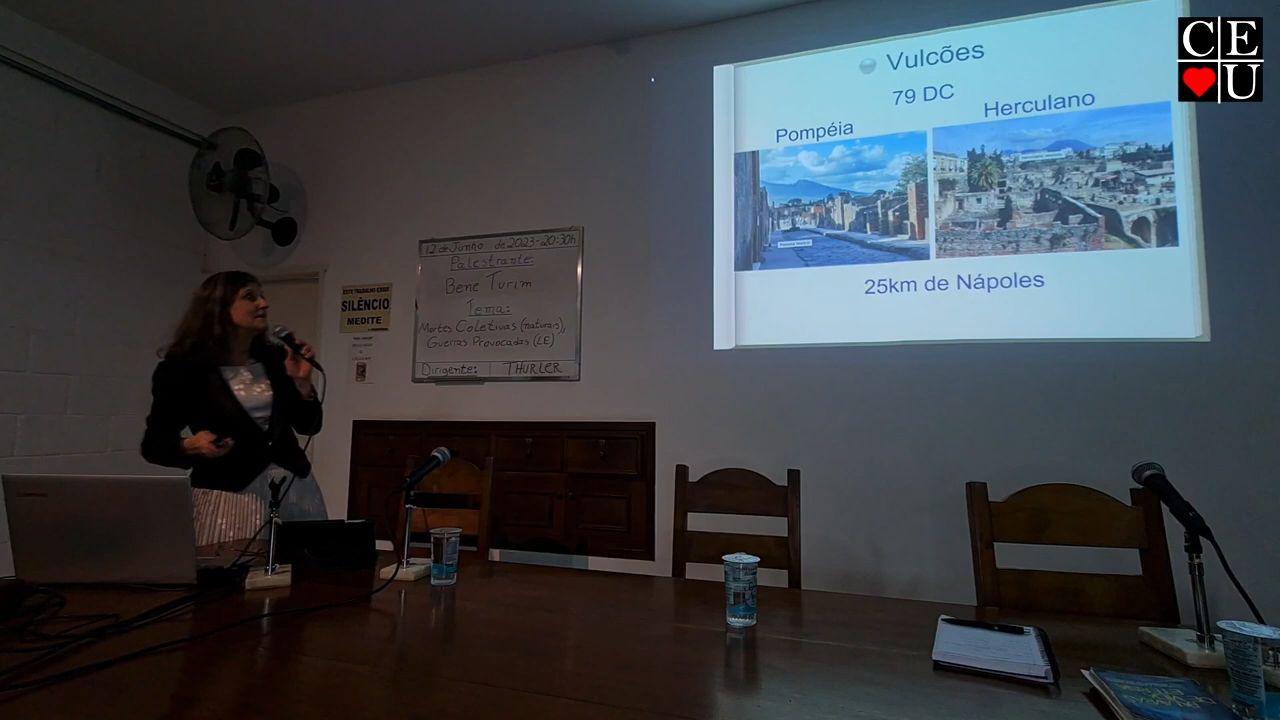 CE
U
Vulcões
79 DC
Pompéia
Herculano
25km de Nápoles
12 de Junho de 2023-20:30h
Palestrante:
Bene Turim
Tema:
Mortes Coletivas (naturais),
Guerras Provocadas (LE)
Dirigente: THURLER
SILÊNCIO
MEDITE